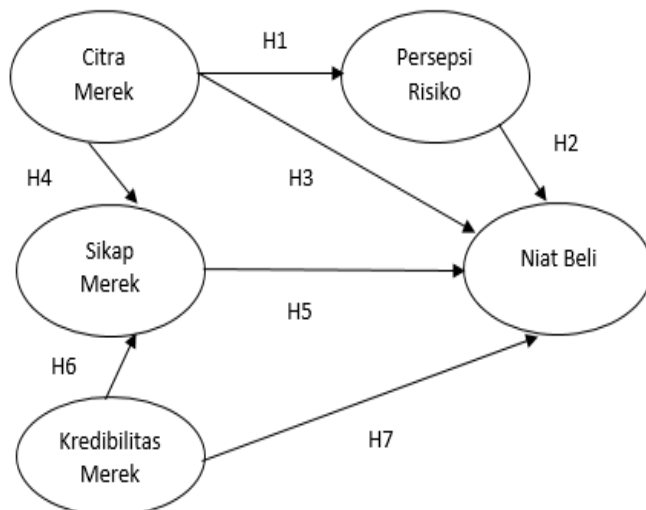 Citra
Merek
H1
Persepsi
Risiko
H2
H3
H4
Sikap
Merek
Niat Beli
H5
H6
Kredibilitas
Merek
H7